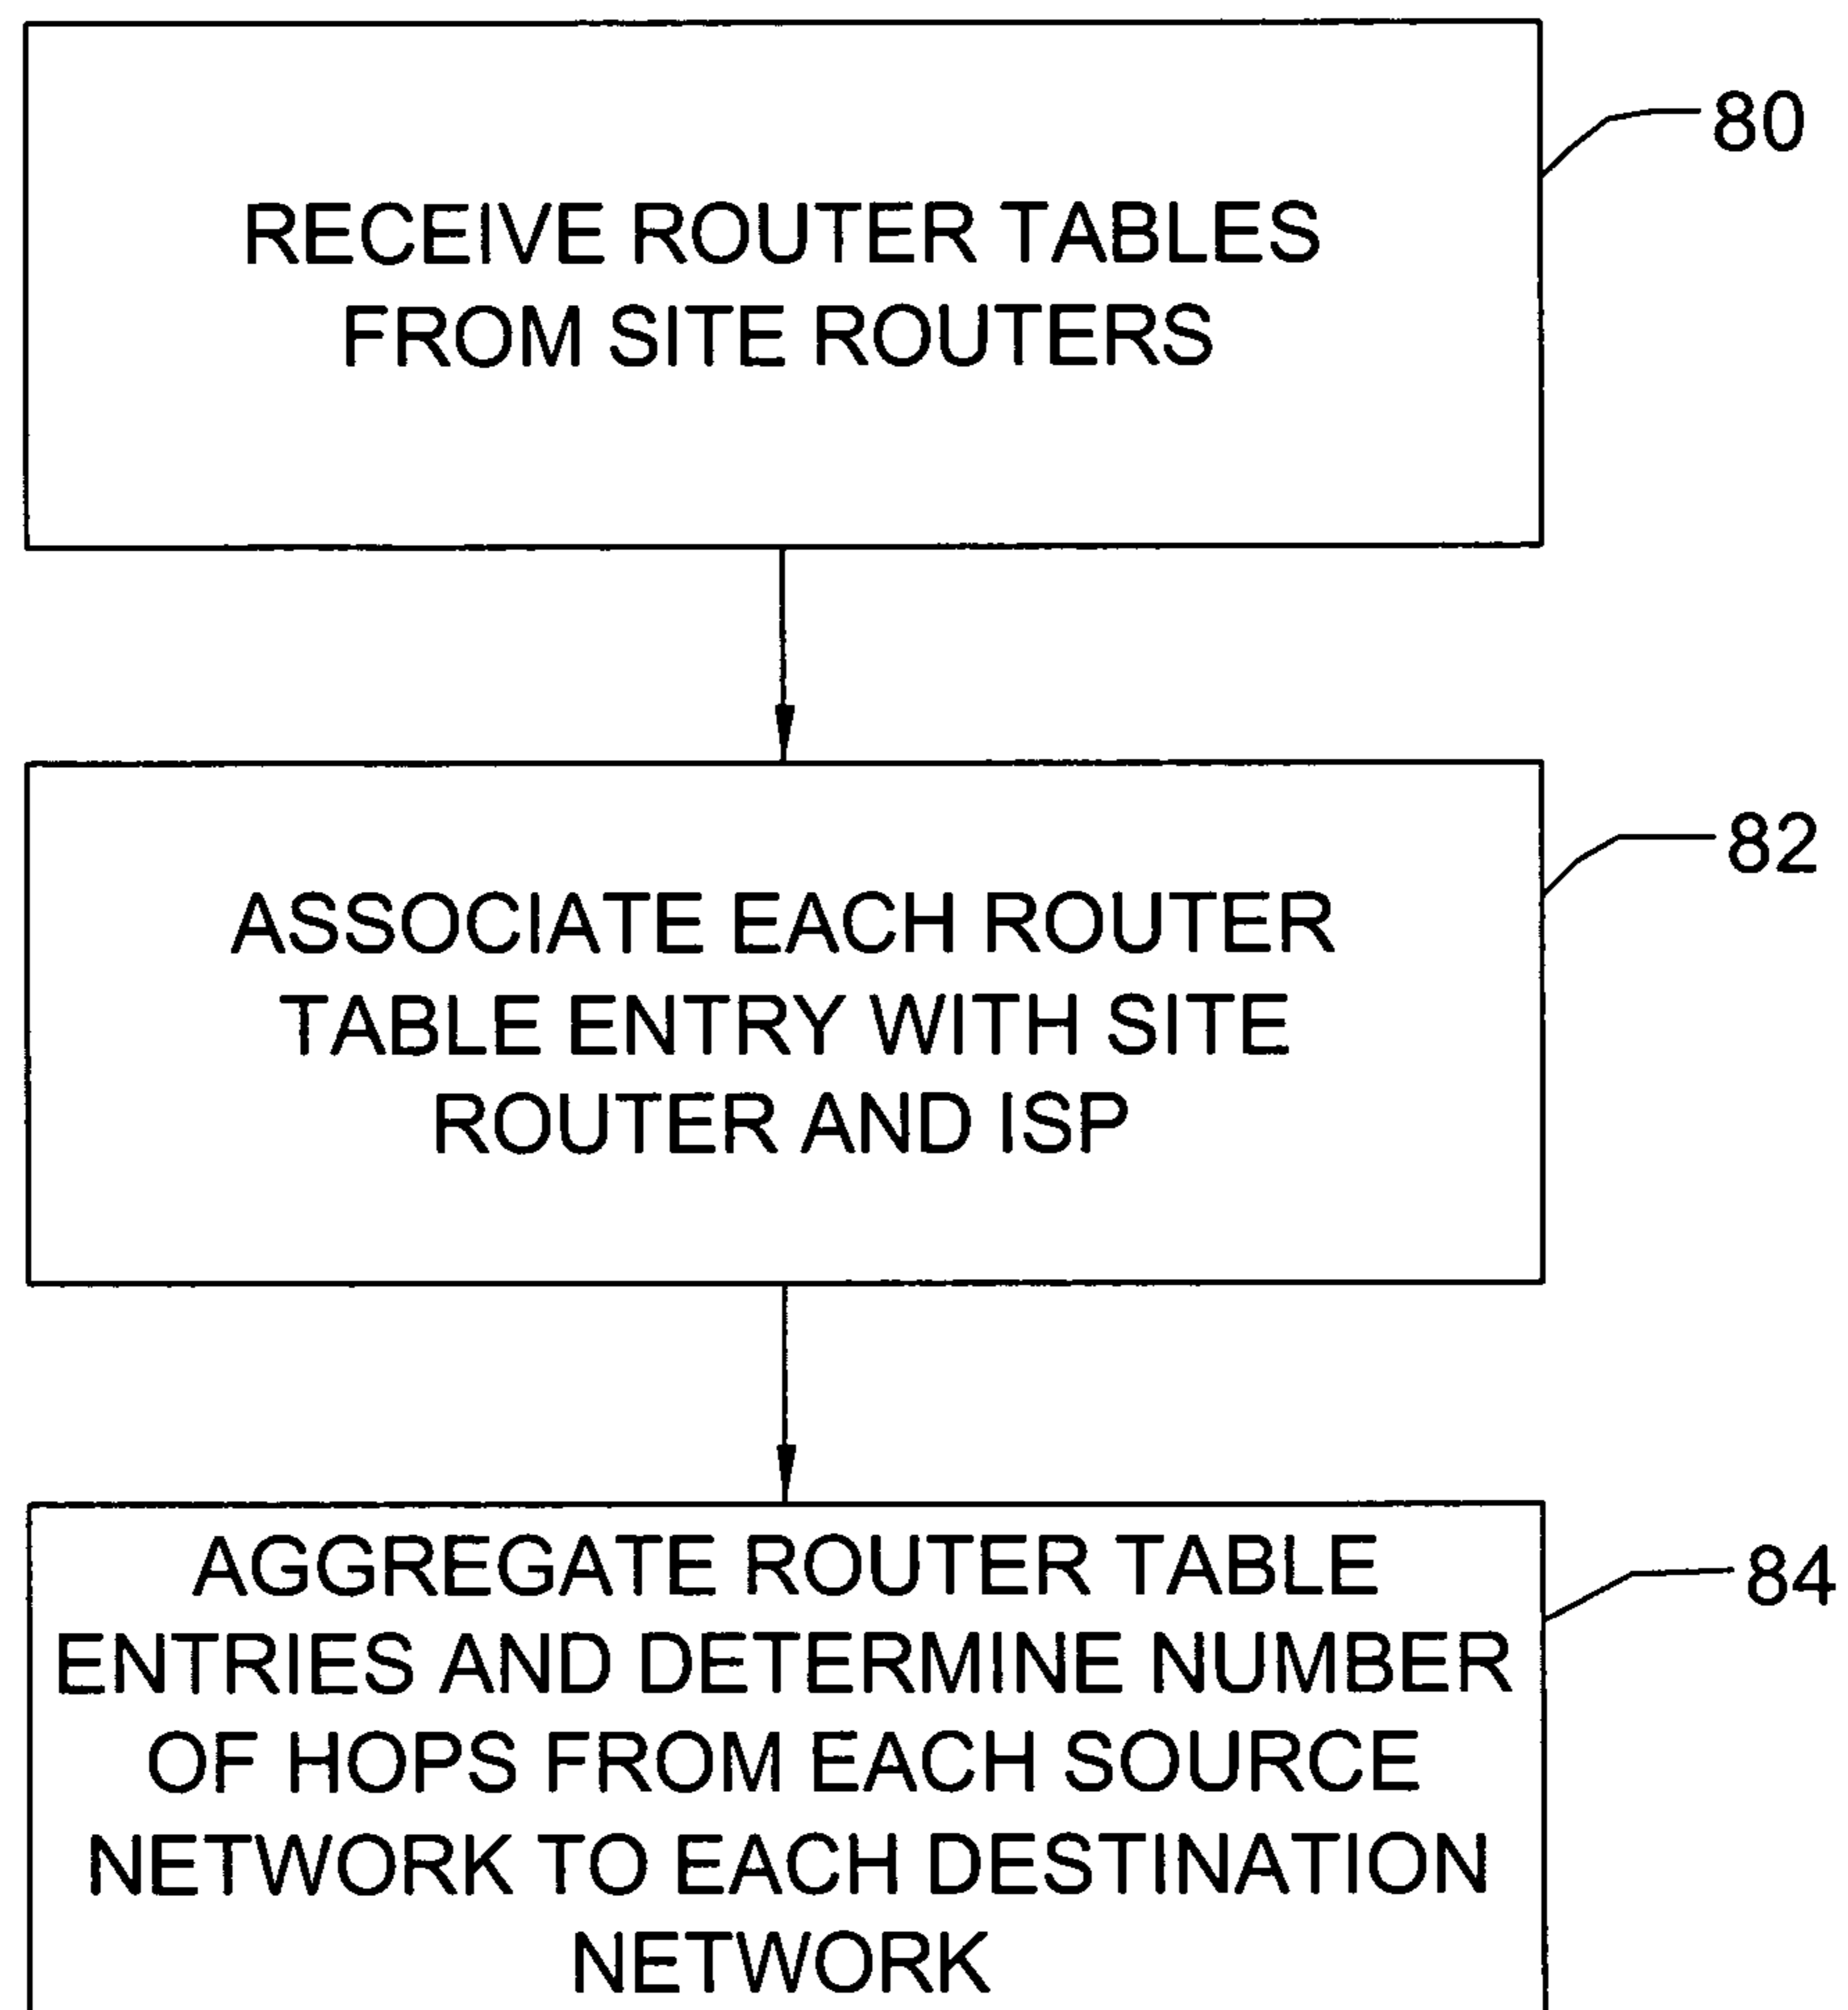 80
RECEIVE ROUTER TABLES
FROM SITE ROUTERS
82
ASSOCIATE EACH ROUTER
TABLE ENTRY WITH SITE
ROUTER AND ISP
84
AGGREGATE ROUTER TABLE
ENTRIES AND DETERMINE NUMBER
OF HOPS FROM EACH SOURCE
NETWORK TO EACH DESTINATION
NETWORK